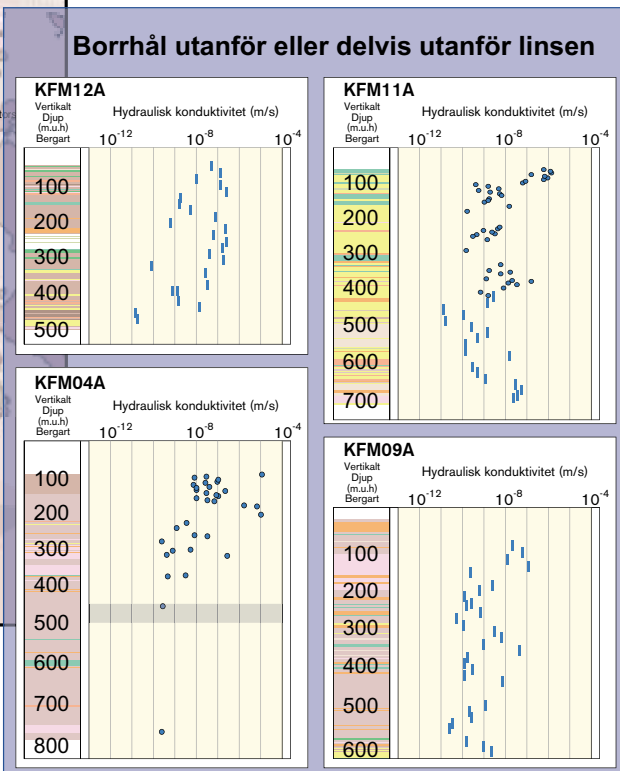 Borrhål utanför eller delvis utanför linsen
KFM12A
Vertikalt
Djup
(m.u.h)
Bergart
Hydraulisk konduktivitet (m/s)
10-12 10-8 10-4
100
200
300
400
500
KFM11A
Vertikalt
Djup
(m.u.h)
Bergart
Hydraulisk konduktivitet (m/s)
10-12 10-8 10-4
100
200
300
400
500
600
700
KFM04A
Vertikalt
Djup
(m.u.h)
Bergart
Hydraulisk konduktivitet (m/s)
10-12 10-8 10-4
100
200
300
400
500
600
700
800
KFM09A
Vertikalt
Djup
(m.u.h)
Bergart
Hydraulisk konduktivitet (m/s)
10-12 10-8 10-4
100
200
300
400
500
600